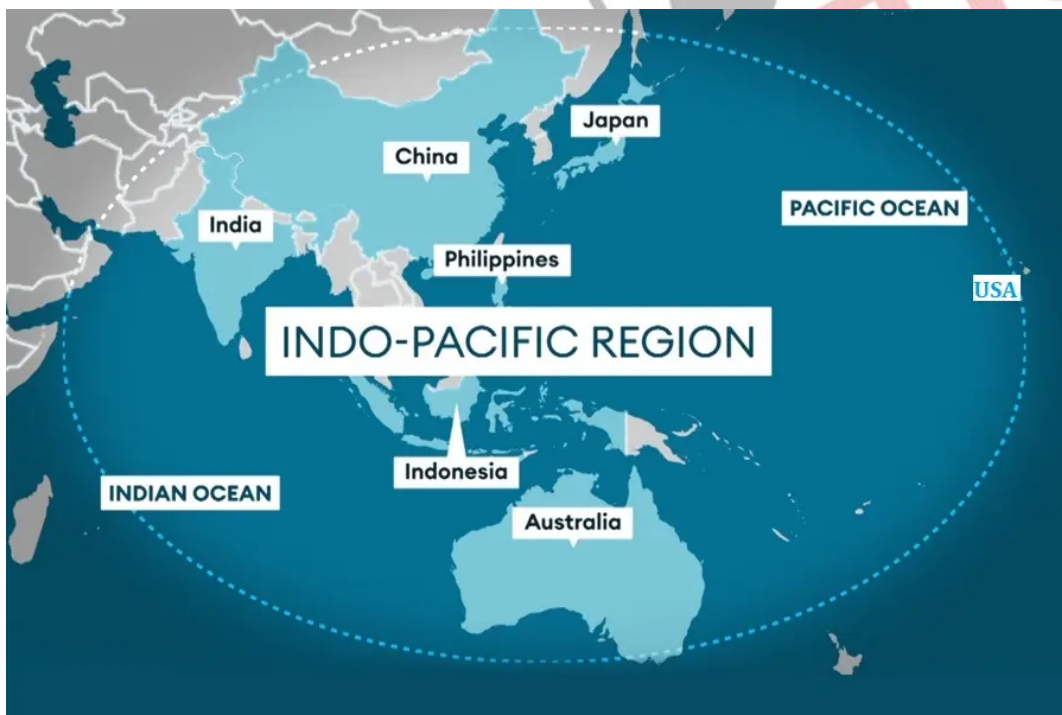 Japan
China
PACIFIC OCEAN
India
Philippines
USA
INDO-PACIFIC REGION
Indonesia
INDIAN OCEAN
Australia